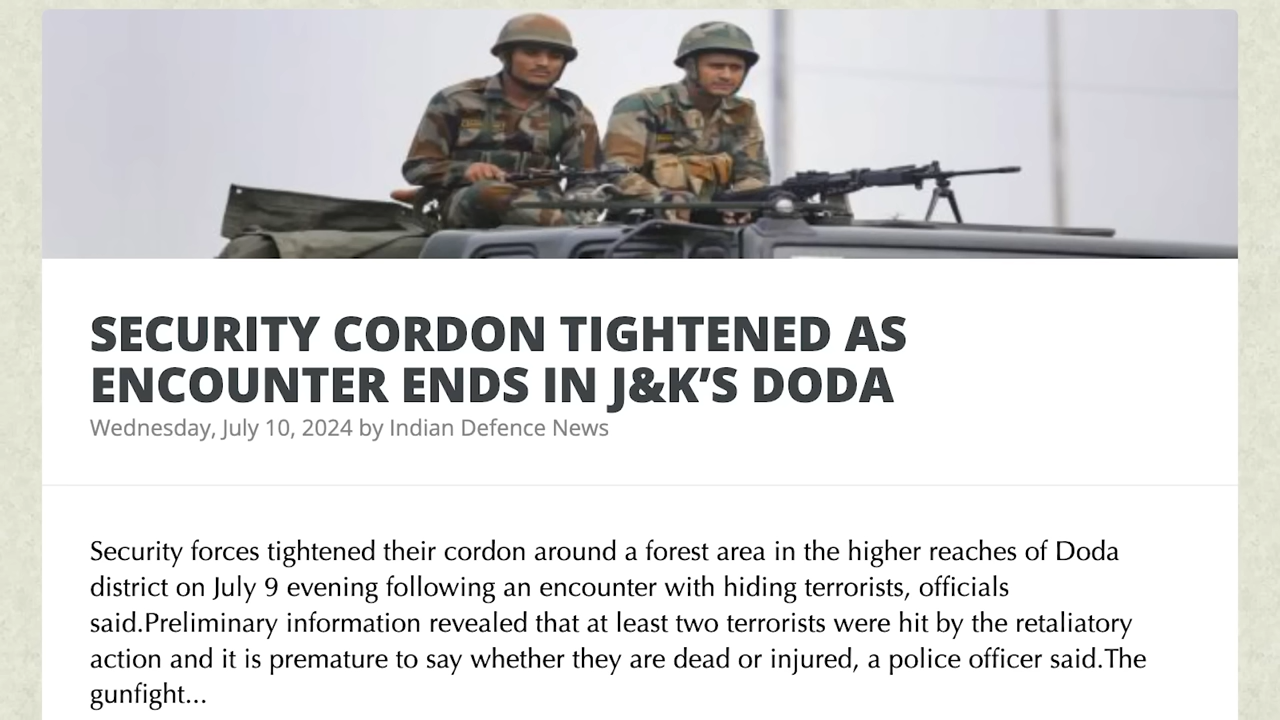 SECURITY CORDON TIGHTENED AS
ENCOUNTER ENDS IN J&K’S DODA
Wednesday, July 10, 2024 by Indian Defence News
Security forces tightened their cordon around a forest area in the higher reaches of Doda
district on July 9 evening following an encounter with hiding terrorists, officials
said.Preliminary information revealed that at least two terrorists were hit by the retaliatory
action and it is premature to say whether they are dead or injured, a police officer said.The
gunfight...